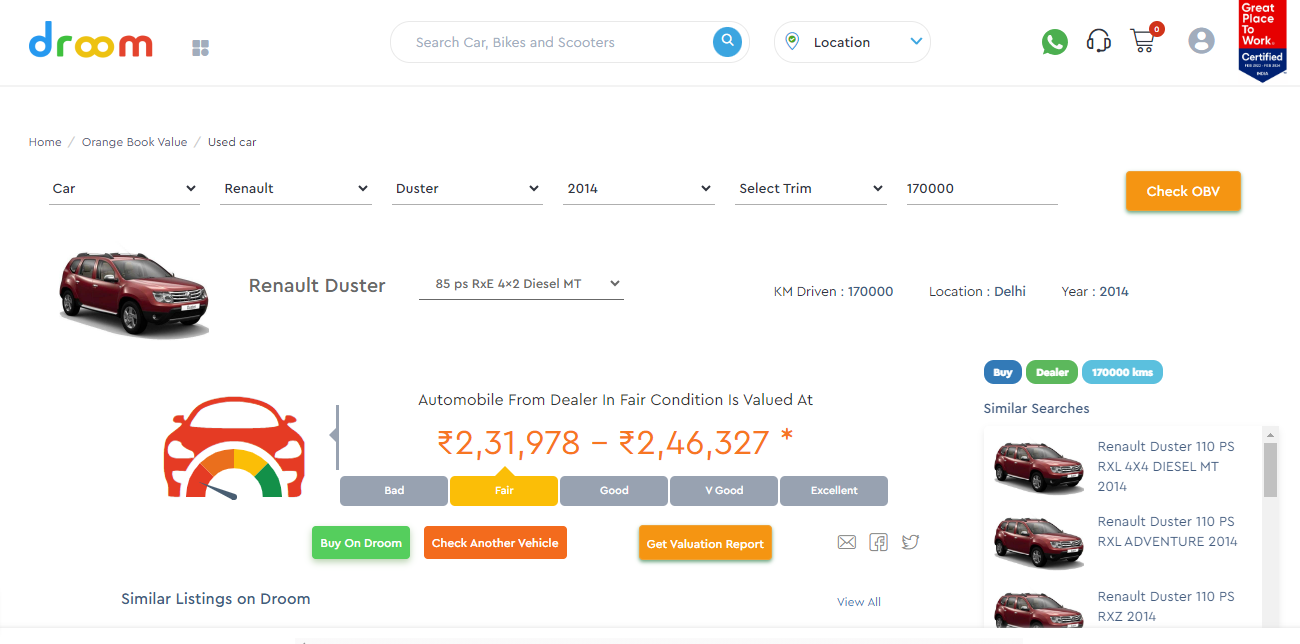 droom
Search Car, Bikes and Scooters
Location
0
Great
Place
To
Work.
Certified
INDIA
Home / Orange Book Value / Used car
Car
Renault
Duster
2014
Select Trim
170000
Check OBV
Renault Duster
85 ps RxE 4×2 Diesel MT
KM Driven : 170000
Location : Delhi
Year : 2014
Buy
Dealer
170000 kms
Similar Searches
Automobile From Dealer In Fair Condition Is Valued At
₹2,31,978 – ₹2,46,327 *
Bad
Fair
Good
V Good
Excellent
Buy On Droom
Check Another Vehicle
Get Valuation Report
Renault Duster 110 PS
RXL 4X4 DIESEL MT
2014
Renault Duster 110 PS
RXL ADVENTURE 2014
Renault Duster 110 PS
RXZ 2014
Similar Listings on Droom
View All